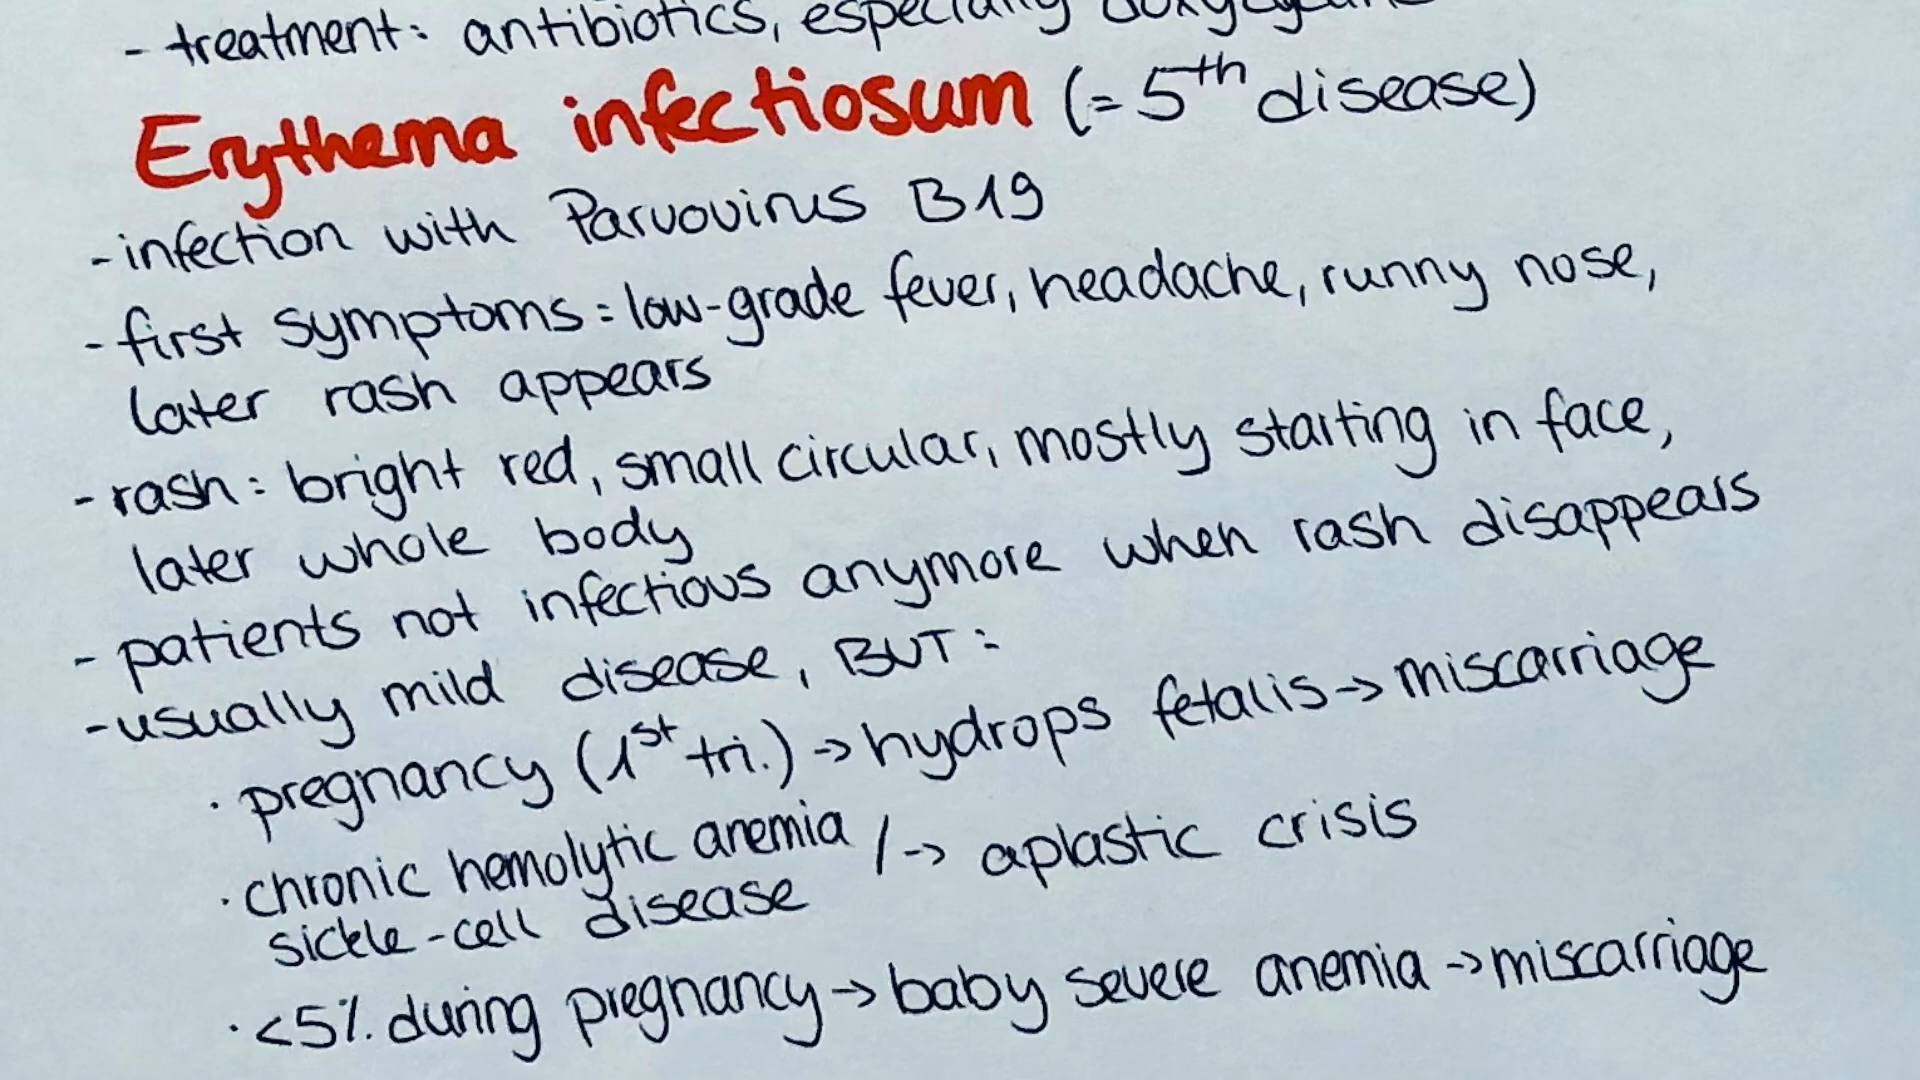 - treatment: antibiotics, especially
Erythema infectiosum (= 5th disease)
- infection with Parvovirus B19
- first symptoms: low-grade fever, headache, runny nose,
later rash appears
- rash: bright red, small circular, mostly starting in face,
later whole body
- patients not infectious anymore when rash disappears
- usually mild disease, BUT:
· pregnancy (1st tri.) -> hydrops fetalis -> miscarriage
· chronic hemolytic anemia / -> aplastic crisis
sickle-cell disease
· <5% during pregnancy -> baby severe anemia -> miscarriage